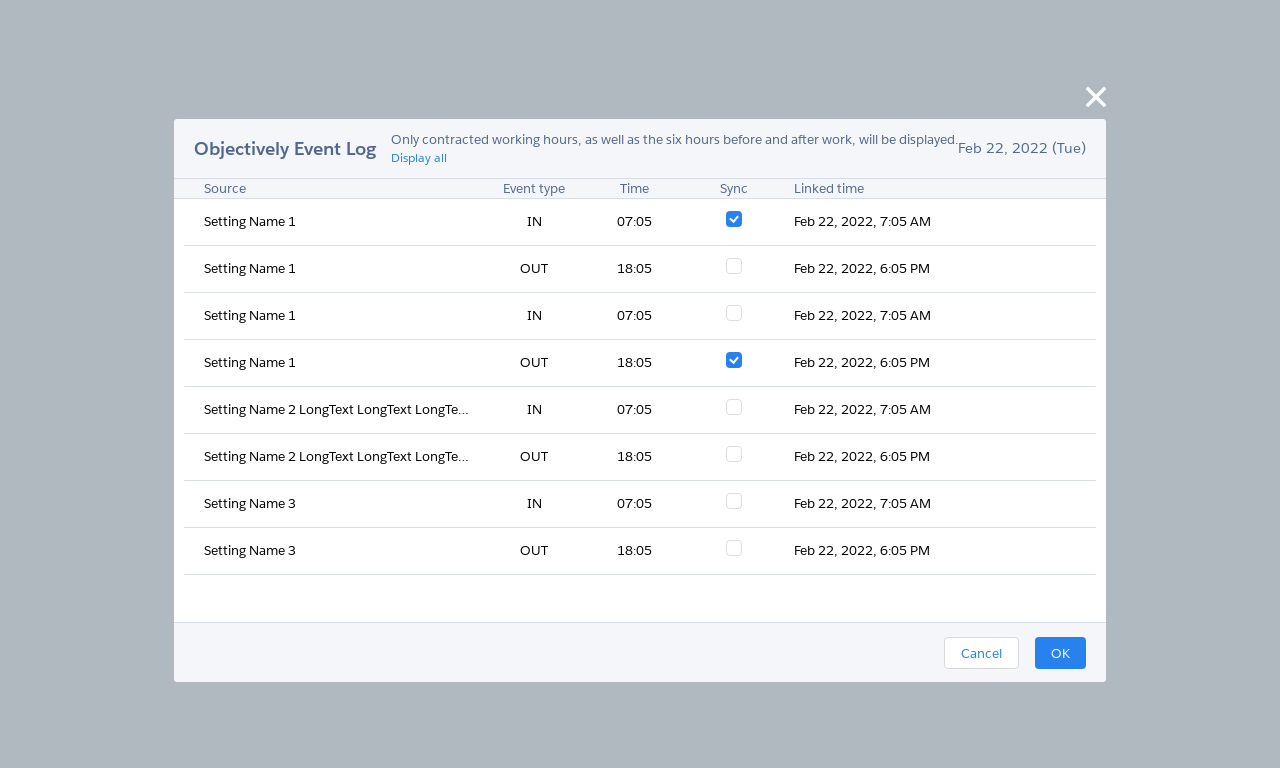 Objectively Event Log
Only contracted working hours, as well as the six hours before and after work, will be displayed.
Display all
Feb 22, 2022 (Tue)
Source Event type Time Sync Linked time
Setting Name 1 IN 07:05 Feb 22, 2022, 7:05 AM
Setting Name 1 OUT 18:05 Feb 22, 2022, 6:05 PM
Setting Name 1 IN 07:05 Feb 22, 2022, 7:05 AM
Setting Name 1 OUT 18:05 Feb 22, 2022, 6:05 PM
Setting Name 2 LongText LongText LongTe... IN 07:05 Feb 22, 2022, 7:05 AM
Setting Name 2 LongText LongText LongTe... OUT 18:05 Feb 22, 2022, 6:05 PM
Setting Name 3 IN 07:05 Feb 22, 2022, 7:05 AM
Setting Name 3 OUT 18:05 Feb 22, 2022, 6:05 PM
Cancel OK